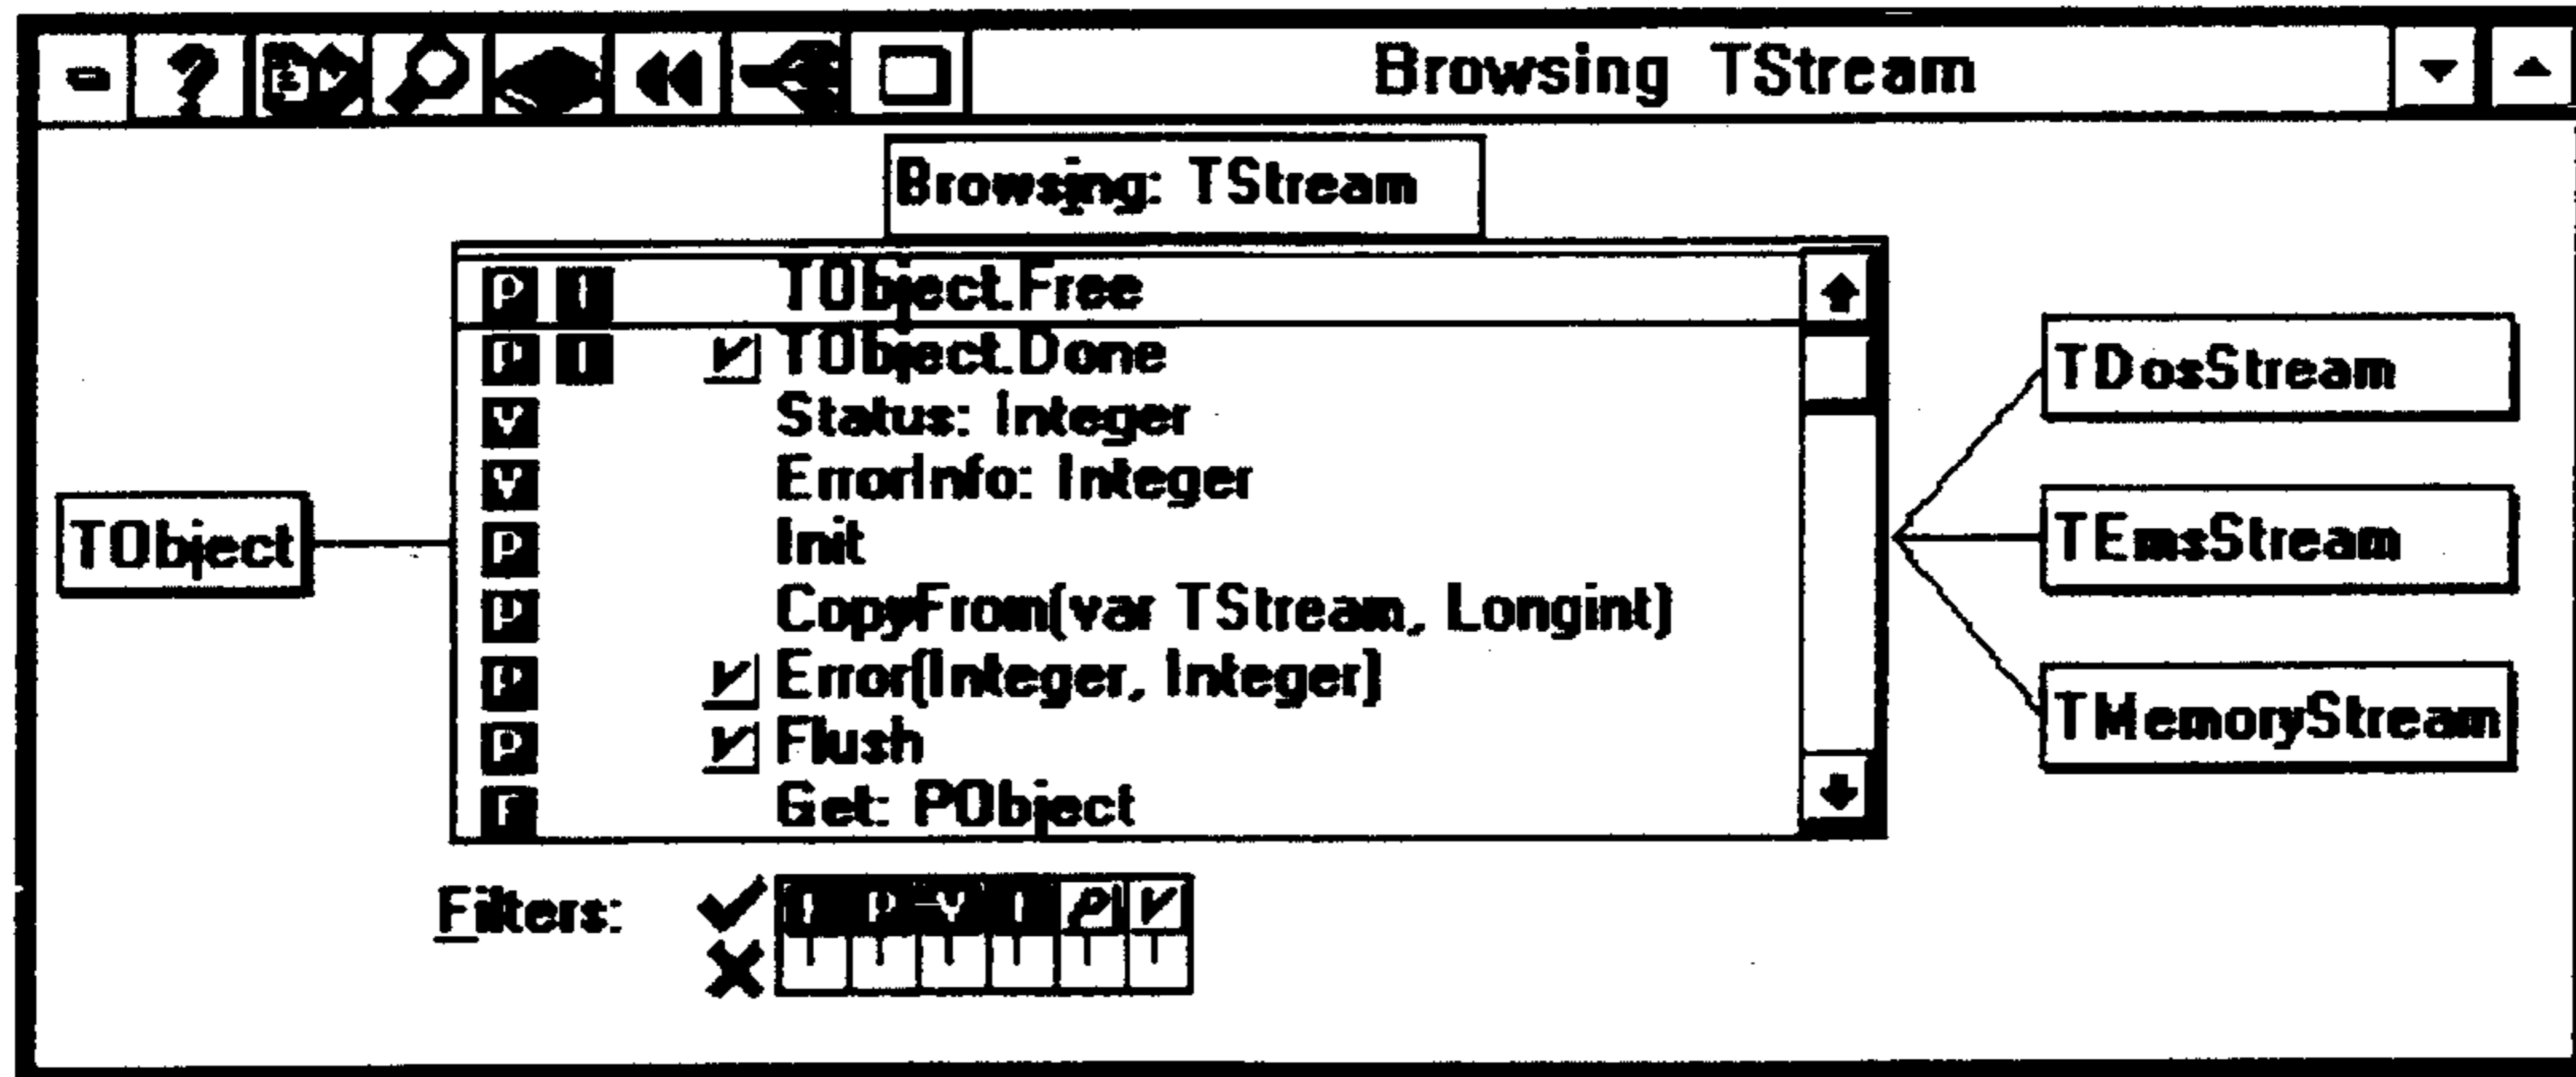 ? Browsing TStream
Browsing: TStream
P I TObject.Free
P I V TObject.Done
V Status: Integer
V ErrorInfo: Integer
TObject
P Init
P CopyFrom(var TStream, Longint)
P V Error(Integer, Integer)
P V Flush
F Get: PObject
TDosStream
TEmsStream
TMemoryStream
Filters: F P V I P V